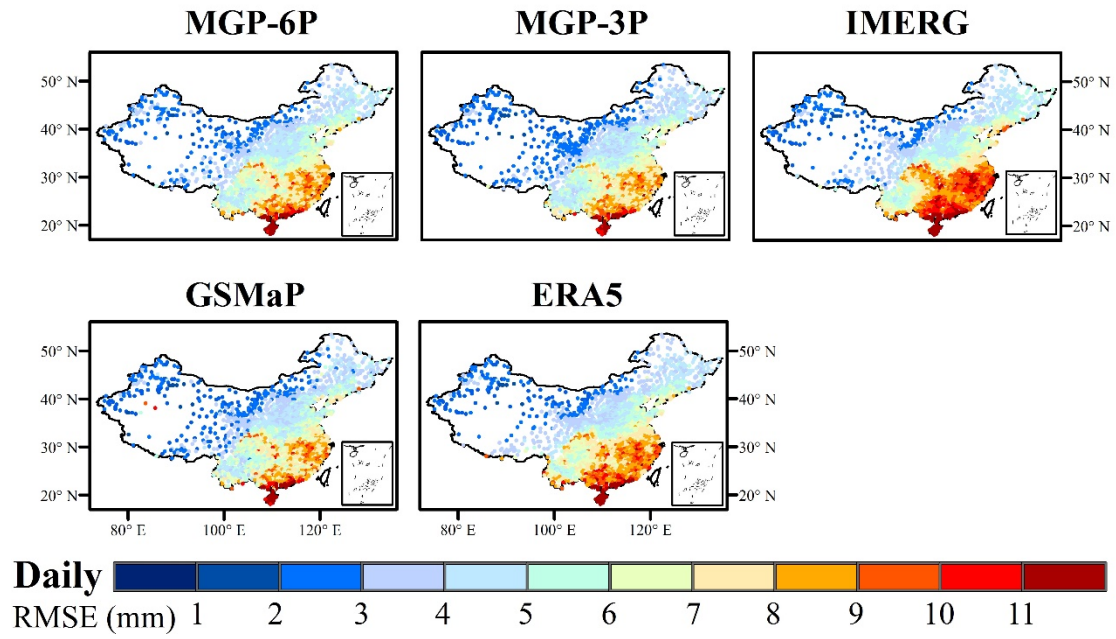 MGP-6P MGP-3P IMERG
50° N 50° N
40° N 40° N
30° N 30° N
20° N 20° N
GSMaP ERA5
50° N 50° N
40° N 40° N
30° N 30° N
20° N 20° N
80° E 100° E 120° E 80° E 100° E 120° E
Daily
RMSE (mm) 1 2 3 4 5 6 7 8 9 10 11